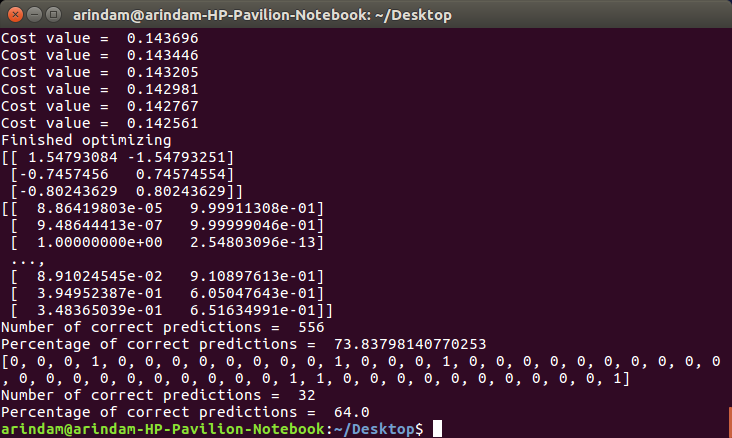 arindam@arindam-HP-Pavilion-Notebook: ~/Desktop
Cost value =  0.143696
Cost value =  0.143446
Cost value =  0.143205
Cost value =  0.142981
Cost value =  0.142767
Cost value =  0.142561
Finished optimizing
[[ 1.54793084 -1.54793251]
 [-0.7457456   0.74574554]
 [-0.80243629  0.80243629]]
[[  8.86419803e-05   9.99911308e-01]
 [  9.48644413e-07   9.99999046e-01]
 [  1.00000000e+00   2.54803096e-13]
 ...,
 [  8.91024545e-02   9.10897613e-01]
 [  3.94952387e-01   6.05047643e-01]
 [  3.48365039e-01   6.51634991e-01]]
Number of correct predictions =  556
Percentage of correct predictions =  73.83798140770253
[0, 0, 0, 1, 0, 0, 0, 0, 0, 0, 0, 0, 1, 0, 0, 0, 1, 0, 0, 0, 0, 0, 0, 0, 0, 0, 0
, 0, 0, 0, 0, 0, 0, 0, 0, 0, 0, 1, 1, 0, 0, 0, 0, 0, 0, 0, 0, 0, 0, 1]
Number of correct predictions =  32
Percentage of correct predictions =  64.0
arindam@arindam-HP-Pavilion-Notebook:~/Desktop$